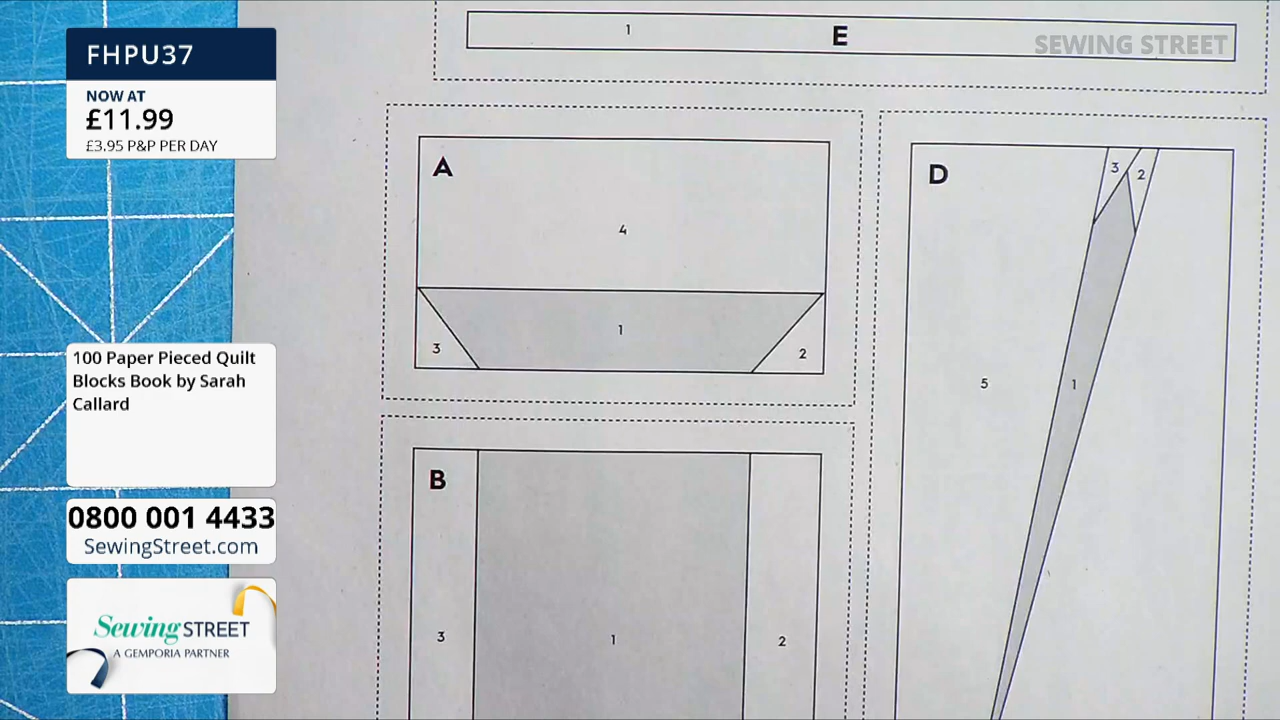 FHPU37
NOW AT
£11.99
£3.95 P&P PER DAY
100 Paper Pieced Quilt
Blocks Book by Sarah
Callard
0800 001 4433
SewingStreet.com
Sewing STREET
A GEMPORIA PARTNER
SEWING STREET
1
E
A
4
3
1
2
B
3
1
2
D
3
2
5
1